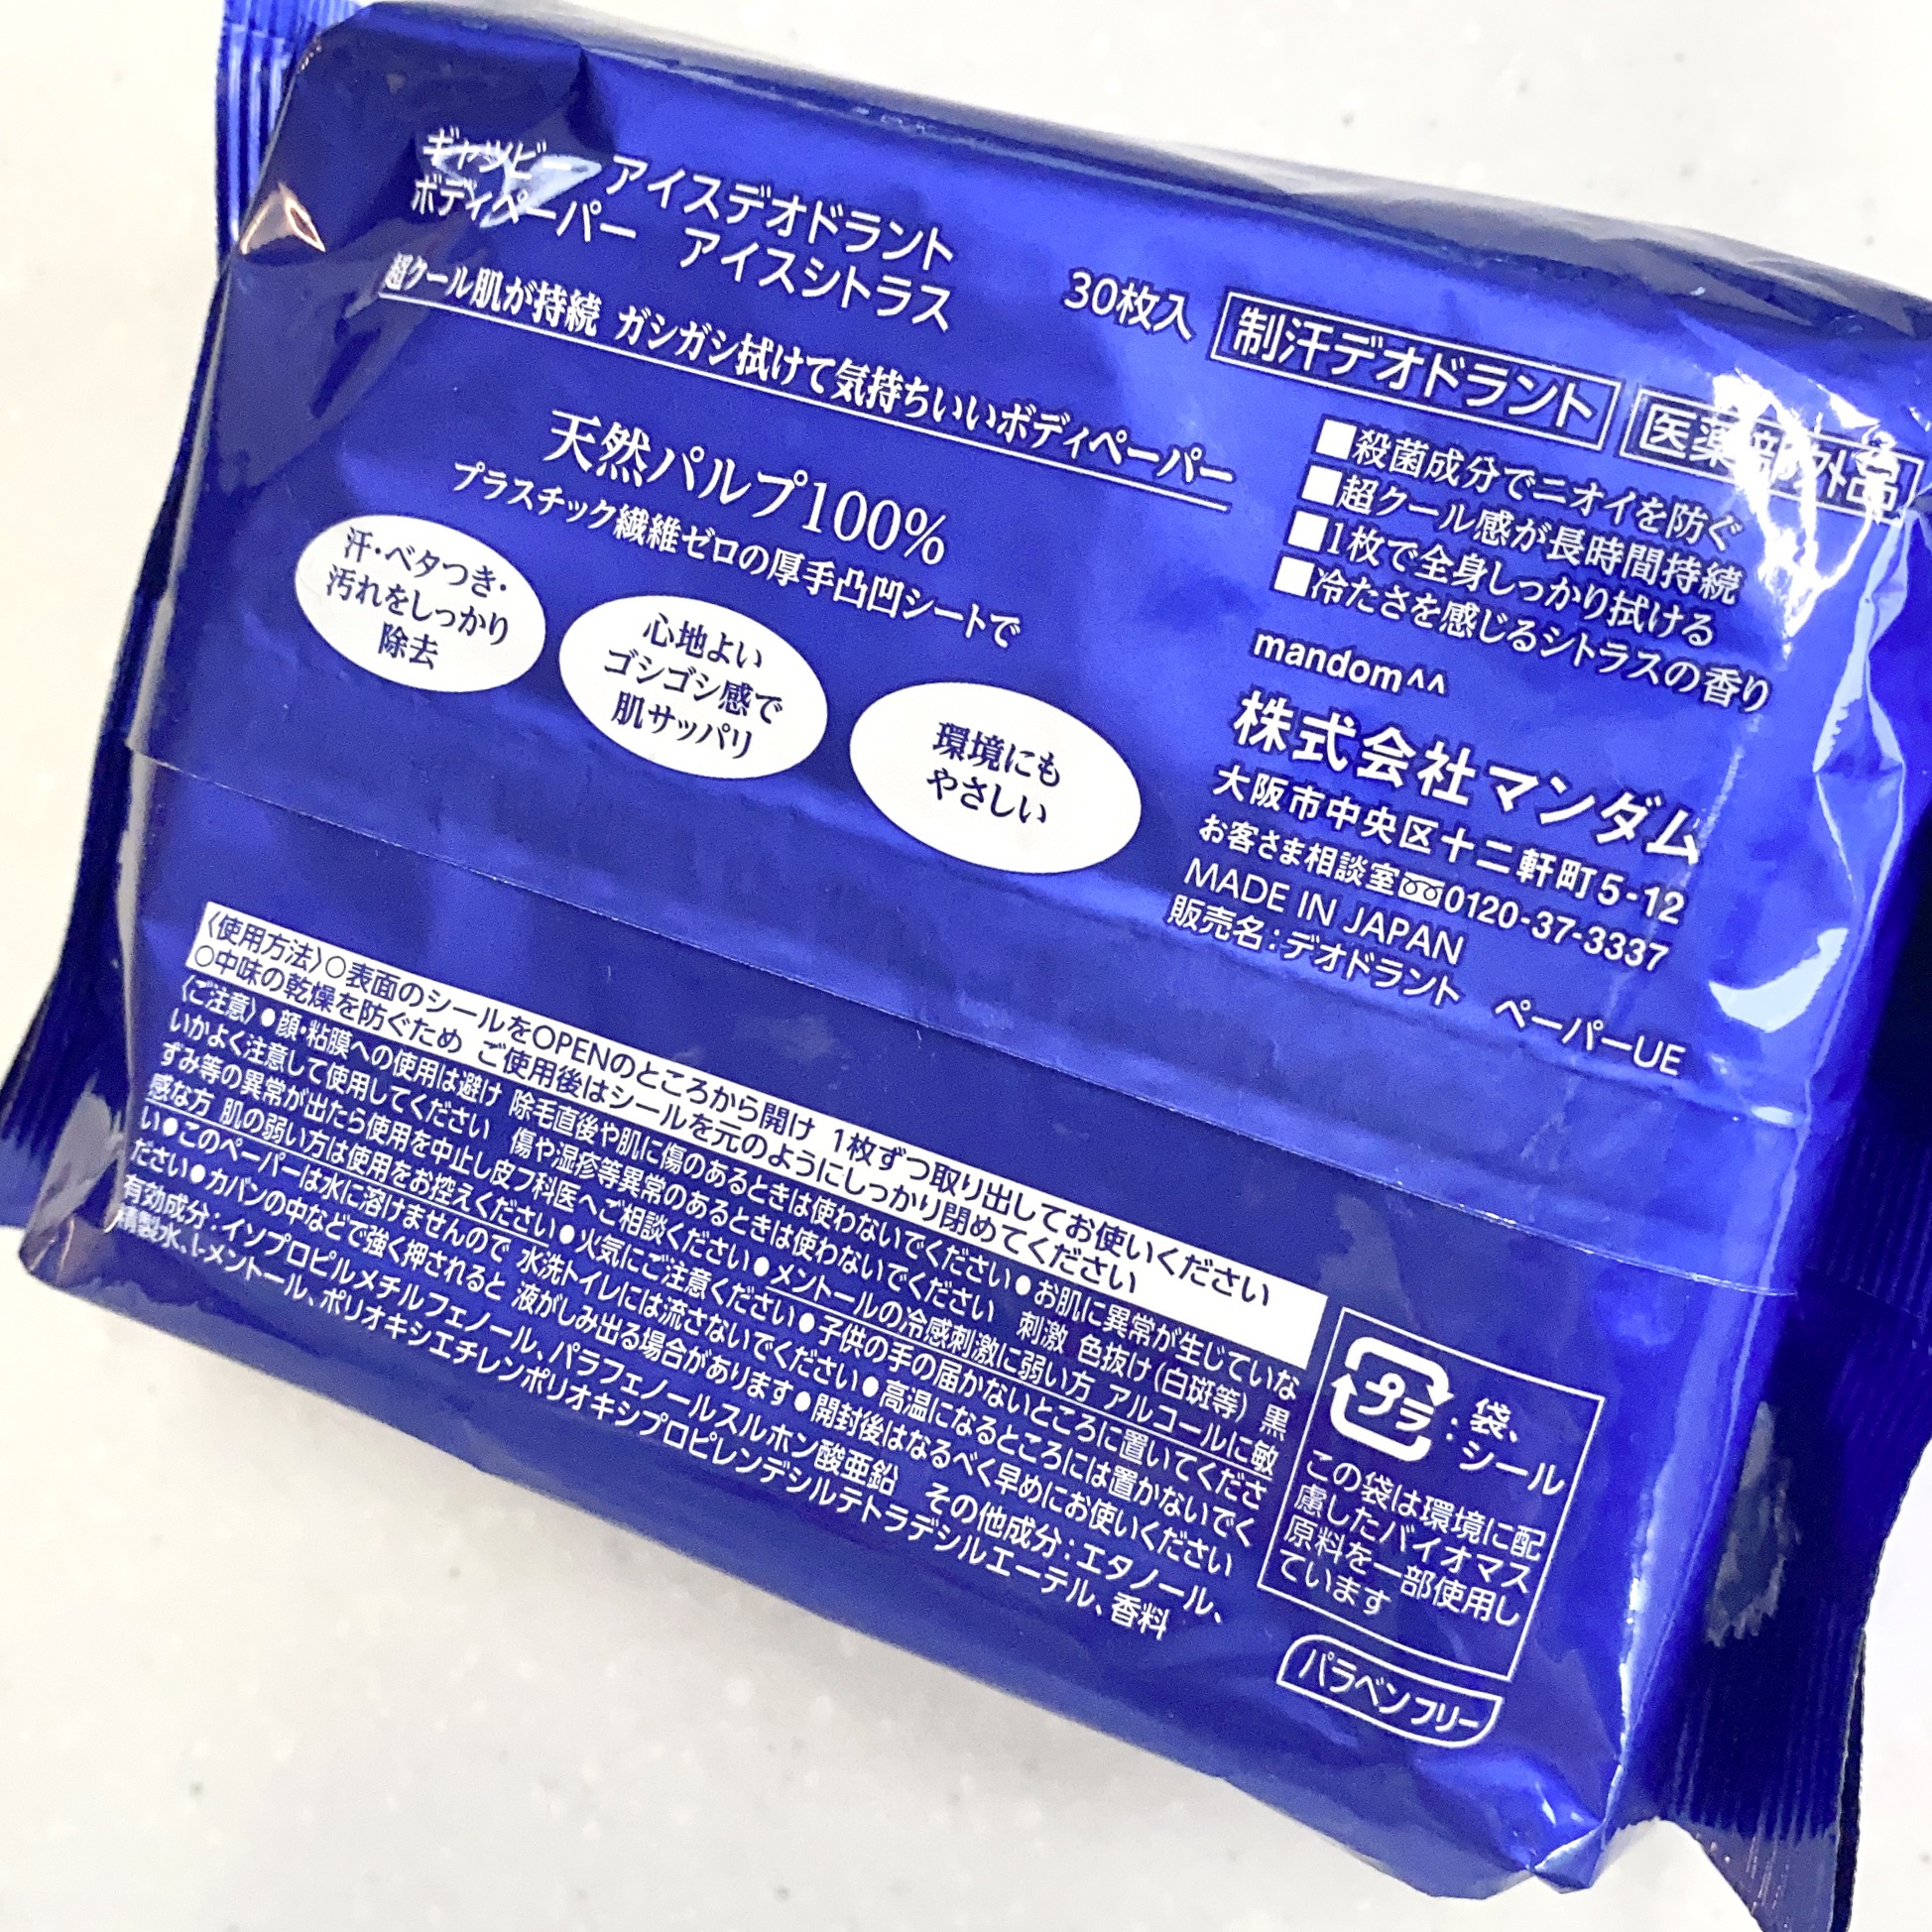 ギャツビー アイスデオドラント
ボディペーパー アイスシトラス
30枚入
制汗デオドラント
医薬部外品
超クール肌が持続 ガシガシ拭けて気持ちいいボディペーパー
天然パルプ100%
プラスチック繊維ゼロの厚手凸凹シートで
汗・ベタつき・
汚れをしっかり
除去
心地よい
ゴシゴシ感で
肌サッパリ
環境にも
やさしい
■殺菌成分でニオイを防ぐ
■超クール感が長時間持続
■1枚で全身しっかり拭ける
■冷たさを感じるシトラスの香り
mandom^^
株式会社マンダム
大阪市中央区十二軒町5-12
お客さま相談室 0120-37-3337
MADE IN JAPAN
販売名:デオドラント ペーパーUE
〈使用方法〉○表面のシールをOPENのところから開け 1枚ずつ取り出してお使いください
○中味の乾燥を防ぐため ご使用後はシールを元のようにしっかり閉めてください
〈ご注意〉●顔・粘膜への使用は避け 除毛直後や肌に傷のあるときは使わないでください●お肌に異常が生じていな
いかよく注意して使用してください 傷や湿疹等異常のあるときは使わないでください 刺激 色抜け(白斑等) 黒
ずみ等の異常が出たら使用を中止し皮フ科医へご相談ください●メントールの冷感刺激に弱い方 アルコールに敏
感な方 肌の弱い方は使用をお控えください●火気にご注意ください●子供の手の届かないところに置いてくださ
い●このペーパーは水に溶けませんので 水洗トイレには流さないでください●高温になるところには置かないでく
ださい●カバンの中などで強く押されると 液がしみ出る場合があります●開封後はなるべく早めにお使いください
有効成分:イソプロピルメチルフェノール、パラフェノールスルホン酸亜鉛 その他成分:エタノール、
精製水、l-メントール、ポリオキシエチレンポリオキシプロピレンデシルテトラデシルエーテル、香料
プラ:袋、
シール
この袋は環境に配
慮したバイオマス
原料を一部使用し
ています
パラベンフリー